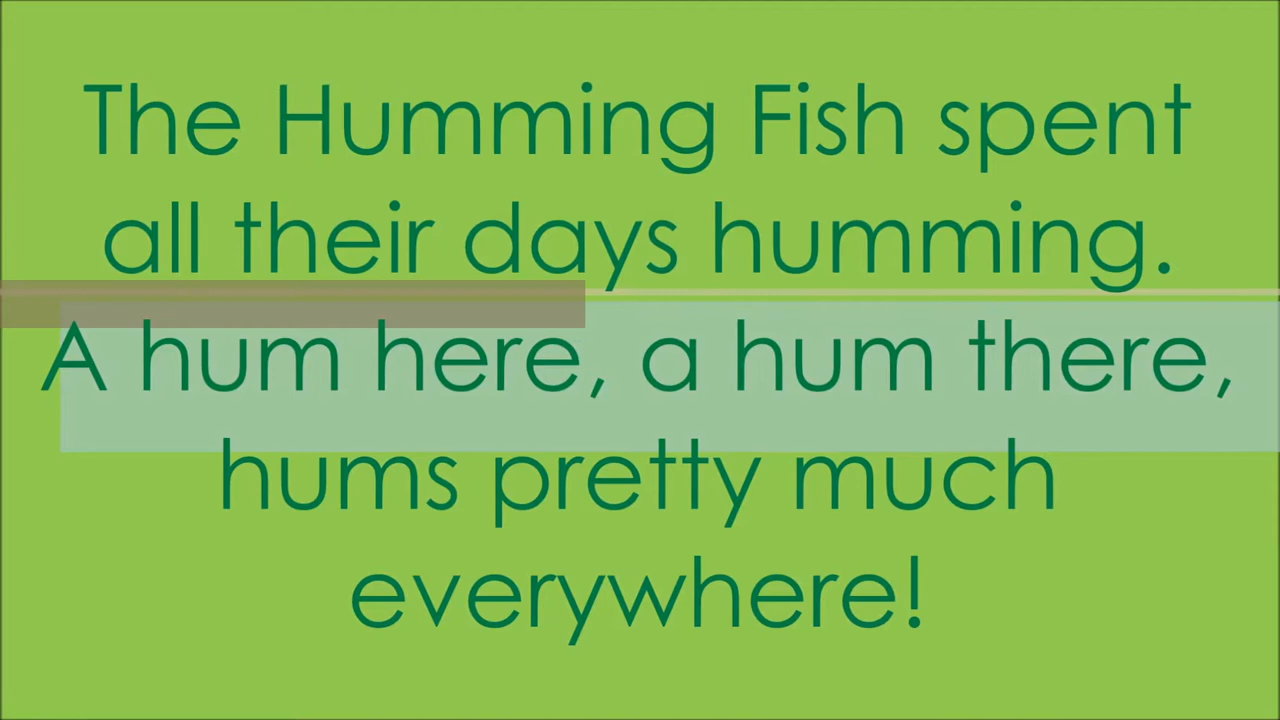 The Humming Fish spent
all their days humming.
A hum here, a hum there,
hums pretty much
everywhere!